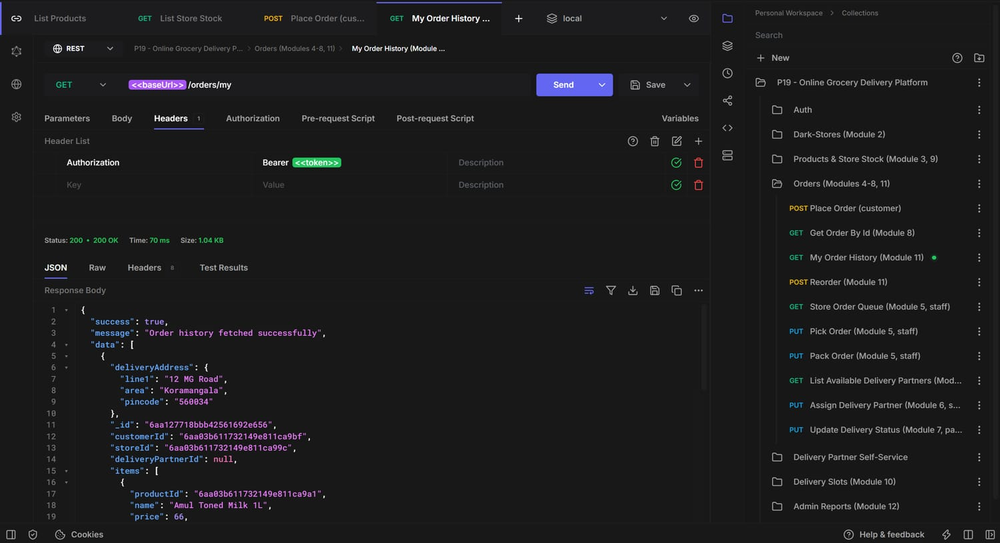 List Products
GET List Store Stock
POST Place Order (cus...
GET My Order History ...
local
REST
P19 - Online Grocery Delivery P... > Orders (Modules 4-8, 11) > My Order History (Module ...
GET
<<baseUrl>> /orders/my
Send
Save
Parameters Body Headers 1 Authorization Pre-request Script Post-request Script Variables
Header List
Authorization Bearer <<token>> Description
Key Value Description
Status: 200 • 200 OK Time: 70 ms Size: 1.04 KB
JSON Raw Headers 8 Test Results
Response Body
1 {
2 "success": true,
3 "message": "Order history fetched successfully",
4 "data": [
5 {
6 "deliveryAddress": {
7 "line1": "12 MG Road",
8 "area": "Koramangala",
9 "pincode": "560034"
10 },
11 "_id": "6aa127718bbb42561692e656",
12 "customerId": "6aa03b611732149e811ca9bf",
13 "storeId": "6aa03b611732149e811ca99c",
14 "deliveryPartnerId": null,
15 "items": [
16 {
17 "productId": "6aa03b611732149e811ca9a1",
18 "name": "Amul Toned Milk 1L",
19 "price": 66,
Personal Workspace > Collections
Search
New
P19 - Online Grocery Delivery Platform
Auth
Dark-Stores (Module 2)
Products & Store Stock (Module 3, 9)
Orders (Modules 4-8, 11)
POST Place Order (customer)
GET Get Order By Id (Module 8)
GET My Order History (Module 11)
POST Reorder (Module 11)
GET Store Order Queue (Module 5, staff)
PUT Pick Order (Module 5, staff)
PUT Pack Order (Module 5, staff)
GET List Available Delivery Partners (Mod...
PUT Assign Delivery Partner (Module 6, s...
PUT Update Delivery Status (Module 7, pa...
Delivery Partner Self-Service
Delivery Slots (Module 10)
Admin Reports (Module 12)
Cookies
Help & feedback